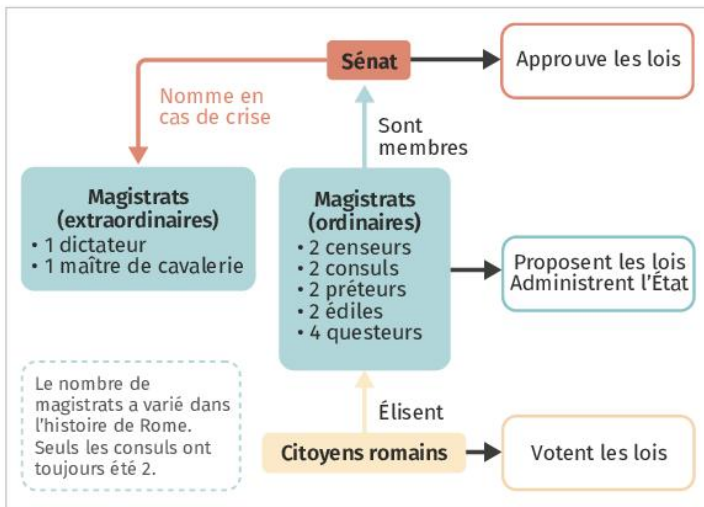 Sénat
Approuve les lois
Nomme en
cas de crise
Sont
membres
Magistrats
(extraordinaires)
• 1 dictateur
• 1 maître de cavalerie
Magistrats
(ordinaires)
• 2 censeurs
• 2 consuls
• 2 préteurs
• 2 édiles
• 4 questeurs
Proposent les lois
Administrent l'État
Le nombre de
magistrats a varié dans
l'histoire de Rome.
Seuls les consuls ont
toujours été 2.
Élisent
Citoyens romains
Votent les lois